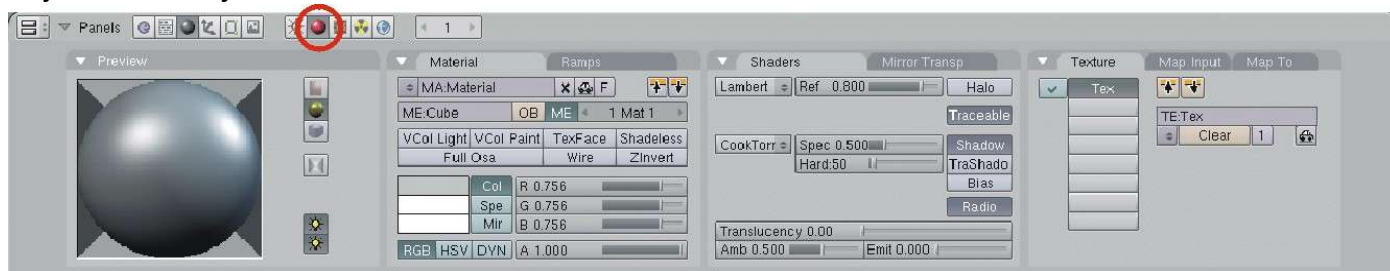 Panels 1
Preview
Material Ramps
MA:Material F
ME:Cube OB ME 1 Mat 1
VCol Light VCol Paint TexFace Shadeless
Full Osa Wire ZInvert
Col R 0.756
Spe G 0.756
Mir B 0.756
RGB HSV DYN A 1.000
Shaders Mirror Transp
Lambert Ref 0.800 Halo
Traceable
CookTorr Spec 0.500 Shadow
Hard:50 TraShado
Bias
Radio
Translucency 0.00
Amb 0.500 Emit 0.000
Texture Map Input Map To
Tex
TE:Tex
Clear 1